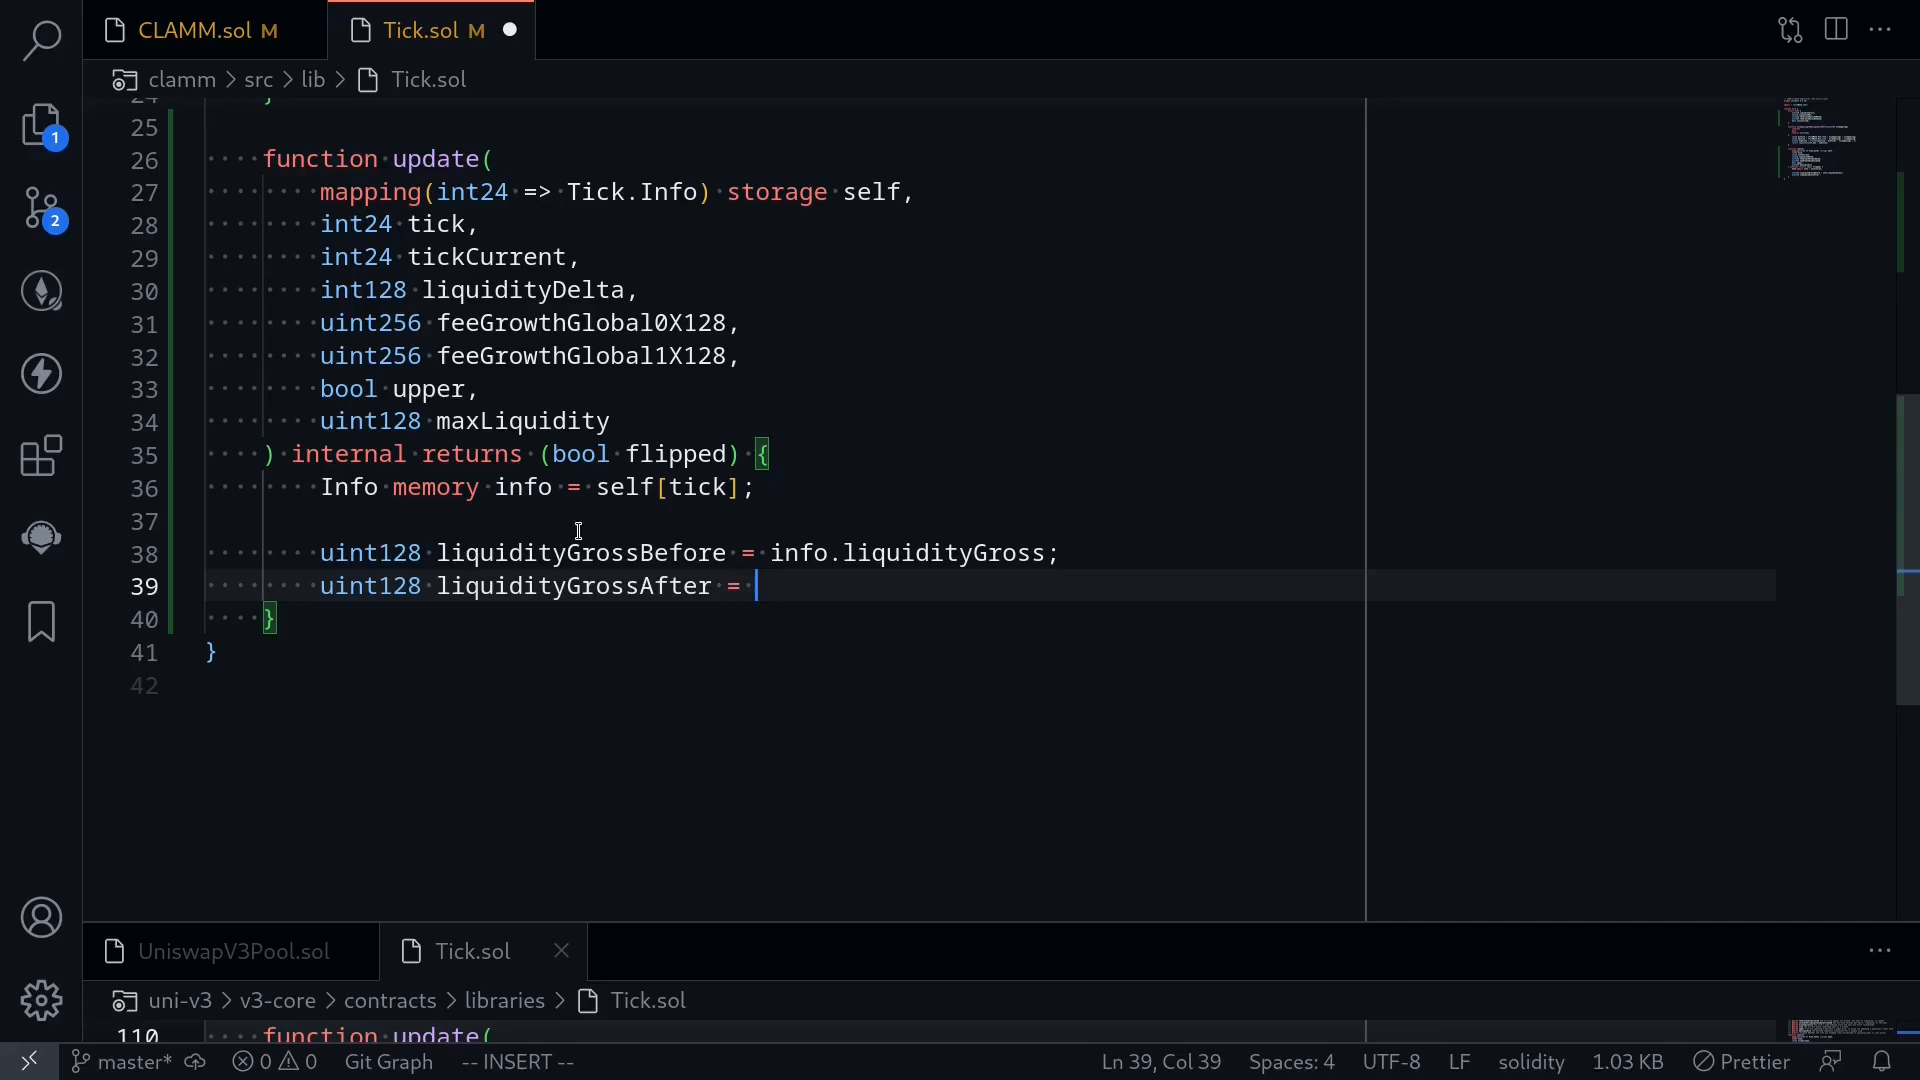 CLAMM.sol M
Tick.sol M
clamm > src > lib > Tick.sol
24 }
25
26 function update(
27 mapping(int24 => Tick.Info) storage self,
28 int24 tick,
29 int24 tickCurrent,
30 int128 liquidityDelta,
31 uint256 feeGrowthGlobal0X128,
32 uint256 feeGrowthGlobal1X128,
33 bool upper,
34 uint128 maxLiquidity
35 ) internal returns (bool flipped) {
36 Info memory info = self[tick];
37
38 uint128 liquidityGrossBefore = info.liquidityGross;
39 uint128 liquidityGrossAfter =
40 }
41 }
42
1
2
UniswapV3Pool.sol
Tick.sol
uni-v3 > v3-core > contracts > libraries > Tick.sol
110 function update(
master* 0 0 Git Graph -- INSERT -- Ln 39, Col 39 Spaces: 4 UTF-8 LF solidity 1.03 KB Prettier